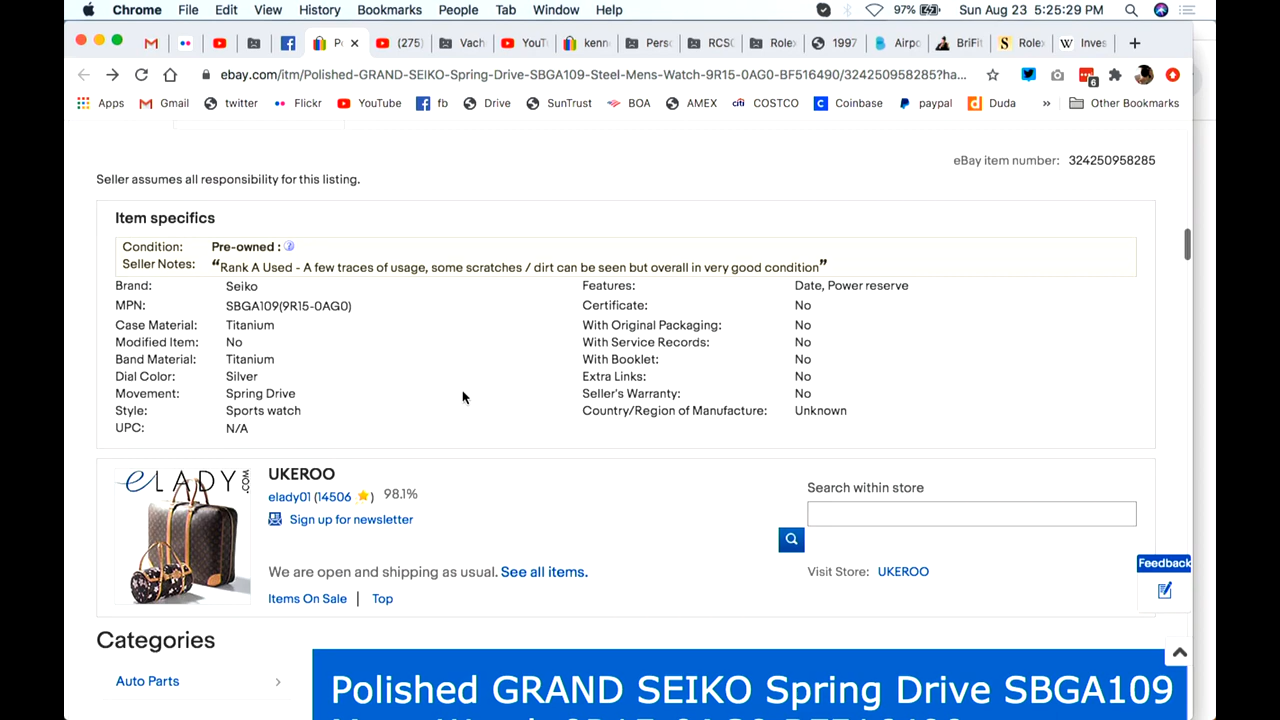 Chrome File Edit View History Bookmarks People Tab Window Help 97% Sun Aug 23 5:25:29 PM
Po (275) Vach YouT kenn Perso RCSC Role 1997 Airpo BriFit Role Inves
ebay.com/itm/Polished-GRAND-SEIKO-Spring-Drive-SBGA109-Steel-Mens-Watch-9R15-0AG0-BF516490/324250958285?ha...
6
Apps Gmail twitter Flickr YouTube fb Drive SunTrust BOA AMEX citi COSTCO Coinbase paypal Duda » Other Bookmarks
eBay item number: 324250958285
Seller assumes all responsibility for this listing.
Item specifics
Condition: Pre-owned :
Seller Notes: “Rank A Used - A few traces of usage, some scratches / dirt can be seen but overall in very good condition”
Brand: Seiko Features: Date, Power reserve
MPN: SBGA109(9R15-0AG0) Certificate: No
Case Material: Titanium With Original Packaging: No
Modified Item: No With Service Records: No
Band Material: Titanium With Booklet: No
Dial Color: Silver Extra Links: No
Movement: Spring Drive Seller's Warranty: No
Style: Sports watch Country/Region of Manufacture: Unknown
UPC: N/A
eLADY.COM
UKEROO
elady01 (14506 ) 98.1%
Sign up for newsletter
We are open and shipping as usual. See all items.
Items On Sale | Top
Search within store
Visit Store: UKEROO
Feedback
Categories
Auto Parts
Polished GRAND SEIKO Spring Drive SBGA109